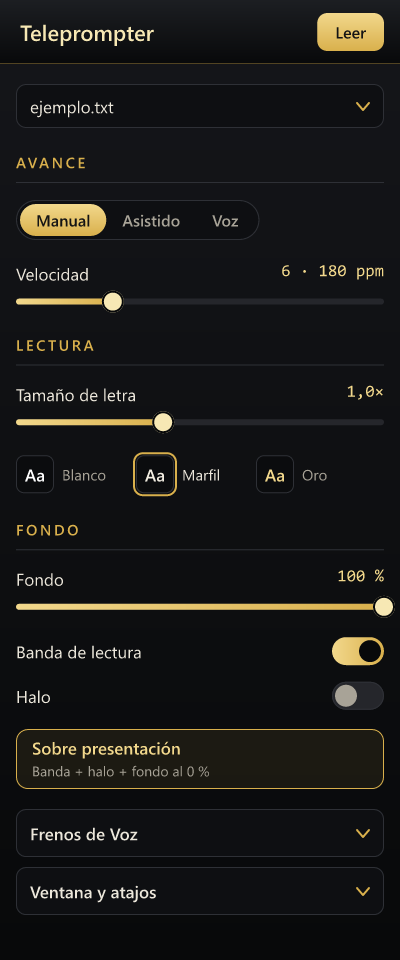 Teleprompter
Leer
ejemplo.txt
AVANCE
Manual
Asistido
Voz
Velocidad
6 · 180 ppm
LECTURA
Tamaño de letra
1,0×
Aa Blanco
Aa Marfil
Aa Oro
FONDO
Fondo
100 %
Banda de lectura
Halo
Sobre presentación
Banda + halo + fondo al 0 %
Frenos de Voz
Ventana y atajos